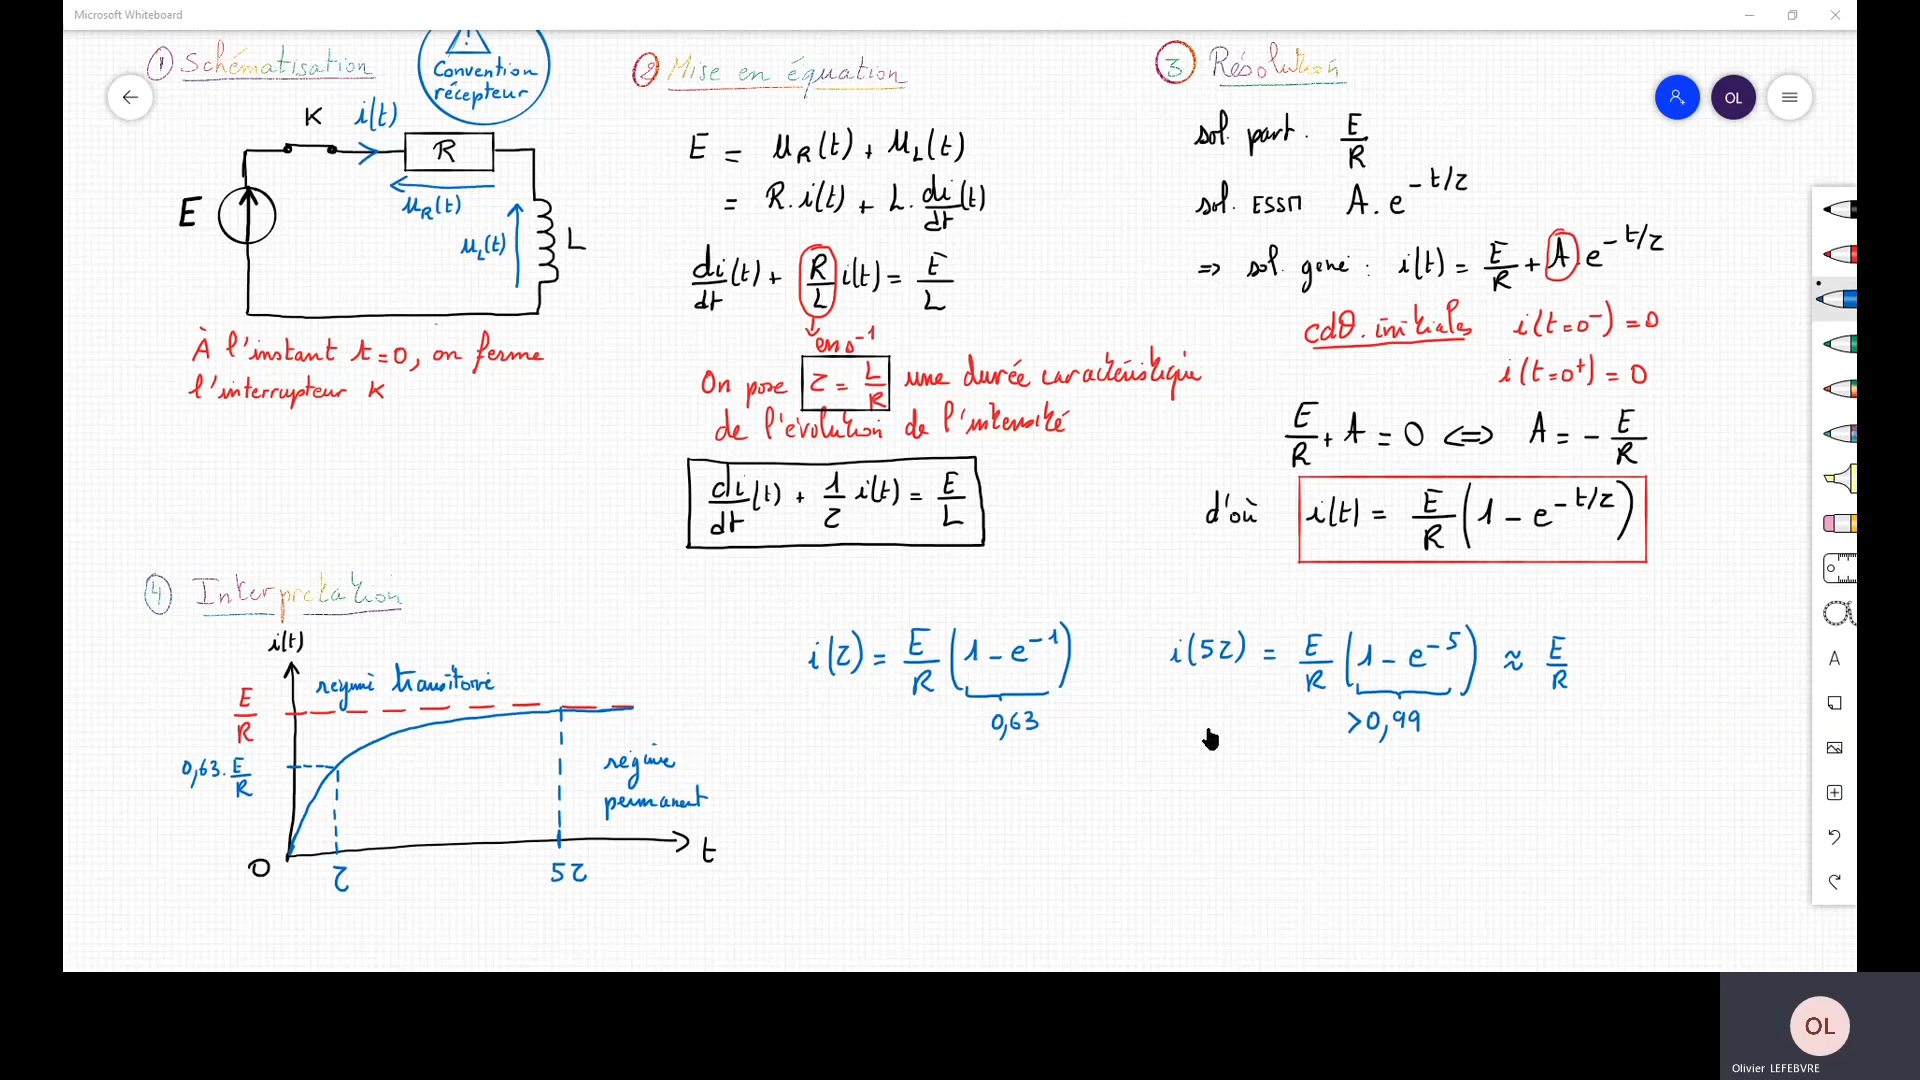 Microsoft Whiteboard
① Schématisation
Convention
récepteur
K
i(t)
R
E
u_R(t)
u_L(t)
L
À l'instant t=0, on ferme
l'interrupteur K
② Mise en équation
E = u_R(t) + u_L(t)
= R.i(t) + L.di/dt(t)
di/dt(t) + R/L i(t) = E/L
en s⁻¹
On pose τ = L/R une durée caractéristique
de l'évolution de l'intensité
di/dt(t) + 1/τ i(t) = E/L
③ Résolution
OL
sol. part. E/R
sol. ESSM A.e^(-t/τ)
=> sol. géné : i(t) = E/R + A e^(-t/τ)
cd⁰. initiales i(t=0⁻) = 0
i(t=0⁺) = 0
E/R + A = 0 <=> A = - E/R
d'où i(t) = E/R (1 - e^(-t/τ))
④ Interprétation
i(t)
régime transitoire
E/R
0,63.E/R
régime
permanent
O
τ
5τ
t
i(τ) = E/R (1 - e⁻¹)
0,63
i(5τ) = E/R (1 - e⁻⁵) ≈ E/R
>0,99
A
OL
Olivier LEFEBVRE